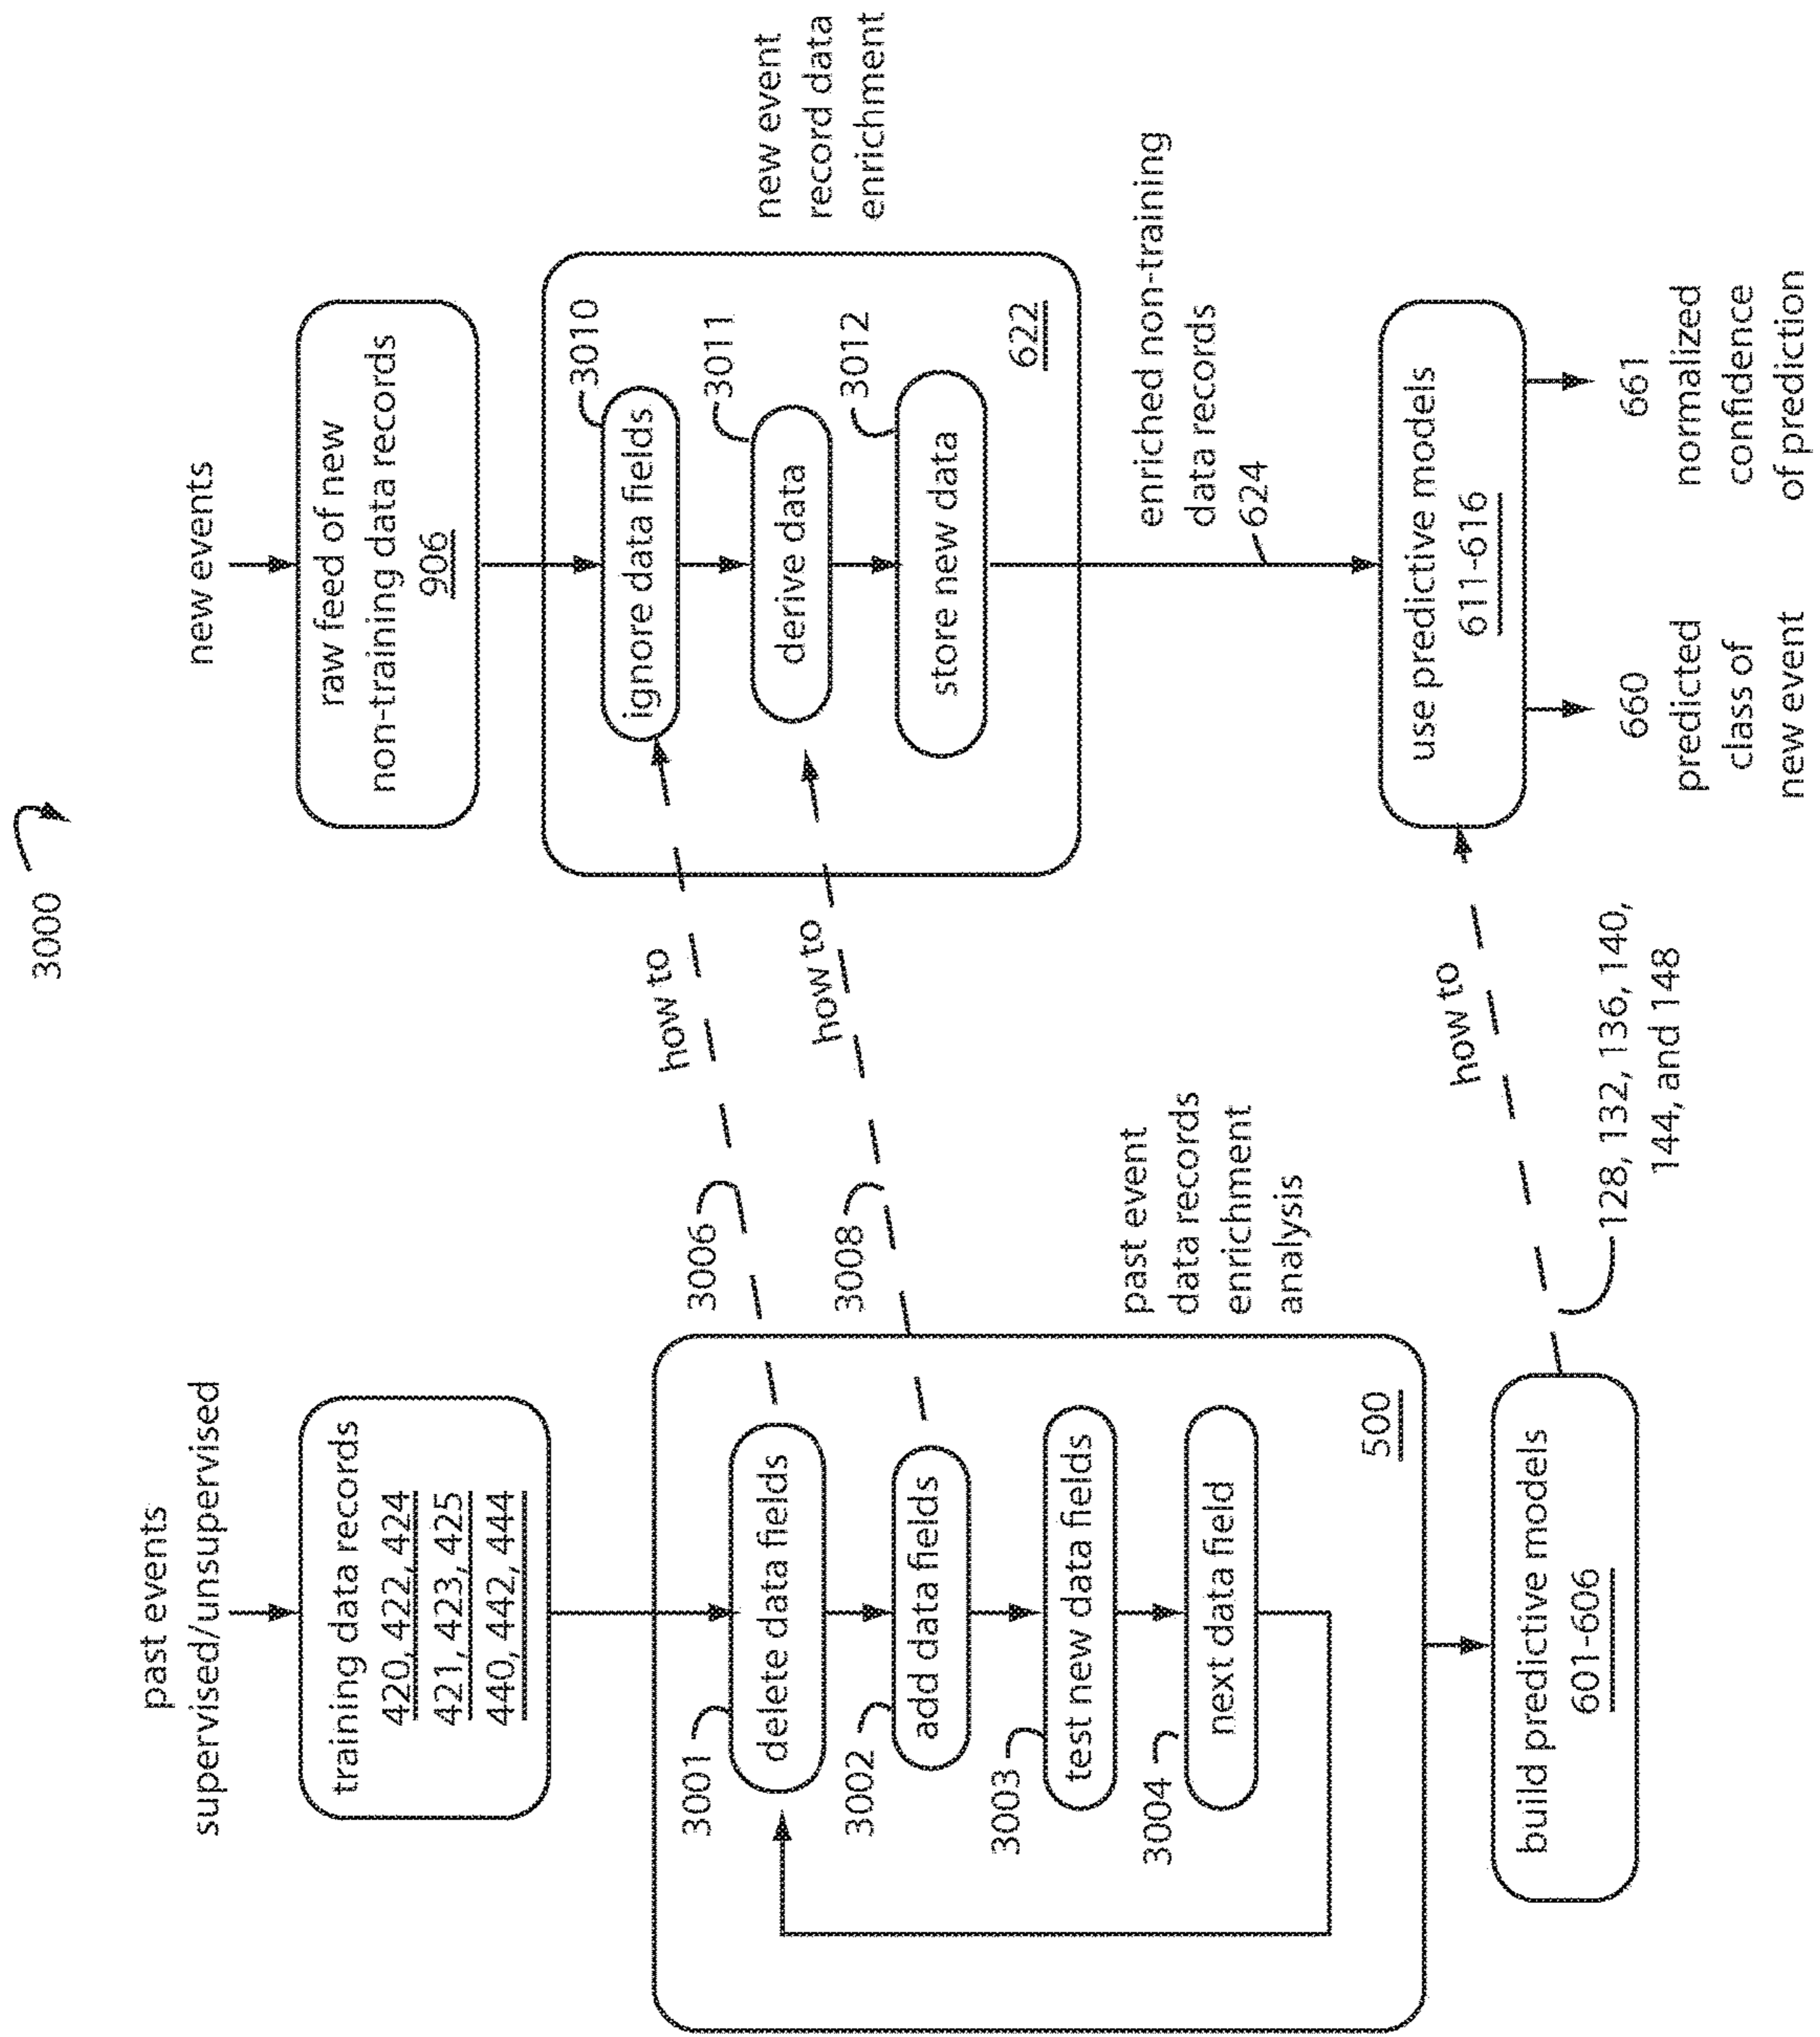 3000
past events
supervised/unsupervised
training data records
420, 422, 424
421, 423, 425
440, 442, 444
3001
delete data fields
3002
add data fields
3003
test new data fields
3004
next data field
500
past event
data records
enrichment
analysis
build predictive models
601-606
3006
how to
3008
how to
how to
128, 132, 136, 140,
144, and 148
new events
raw feed of new
non-training data records
906
3010
ignore data fields
3011
derive data
3012
store new data
622
new event
record data
enrichment
enriched non-training
data records
624
use predictive models
611-616
660
predicted
class of
new event
661
normalized
confidence
of prediction